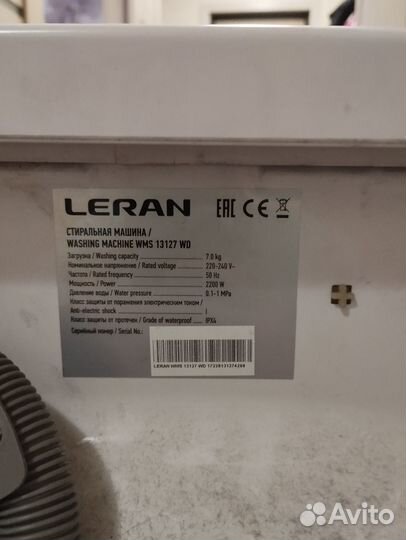 LERAN
EAC CE
СТИРАЛЬНАЯ МАШИНА /
WASHING MACHINE WMS 13127 WD
Загрузка / Washing capacity 7.0 kg
Номинальное напряжение / Rated voltage 220-240 V~
Частота / Rated frequency 50 Hz
Мощность / Power 2200 W
Давление воды / Water pressure 0.1-1 MPa
Класс защиты от поражения электрическим током /
Anti-electric shock I
Класс защиты от протечек / Grade of waterproof IPX4
Серийный номер / Serial No.:
LERAN WMS 13127 WD
Avito